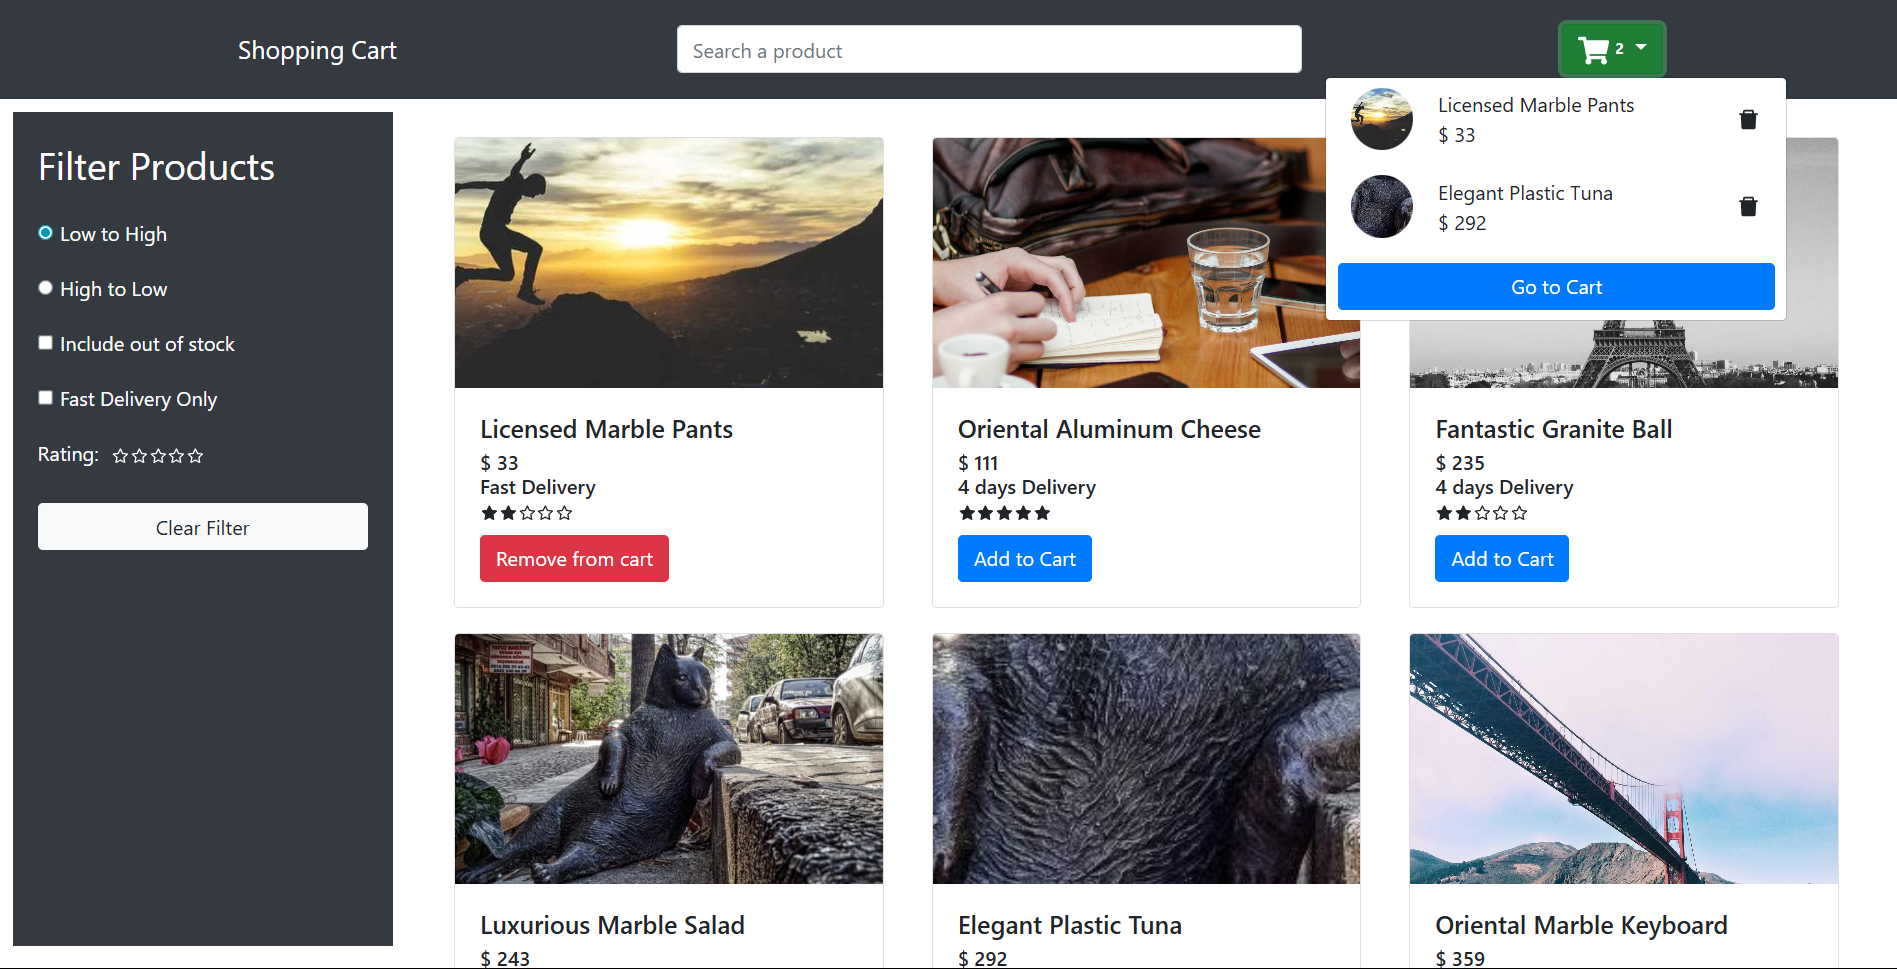 Shopping Cart
Search a product
2
Licensed Marble Pants
$ 33
Elegant Plastic Tuna
$ 292
Go to Cart
Filter Products
Low to High
High to Low
Include out of stock
Fast Delivery Only
Rating:
Clear Filter
Licensed Marble Pants
$ 33
Fast Delivery
Remove from cart
Oriental Aluminum Cheese
$ 111
4 days Delivery
Add to Cart
Fantastic Granite Ball
$ 235
4 days Delivery
Add to Cart
Luxurious Marble Salad
$ 243
Elegant Plastic Tuna
$ 292
Oriental Marble Keyboard
$ 359